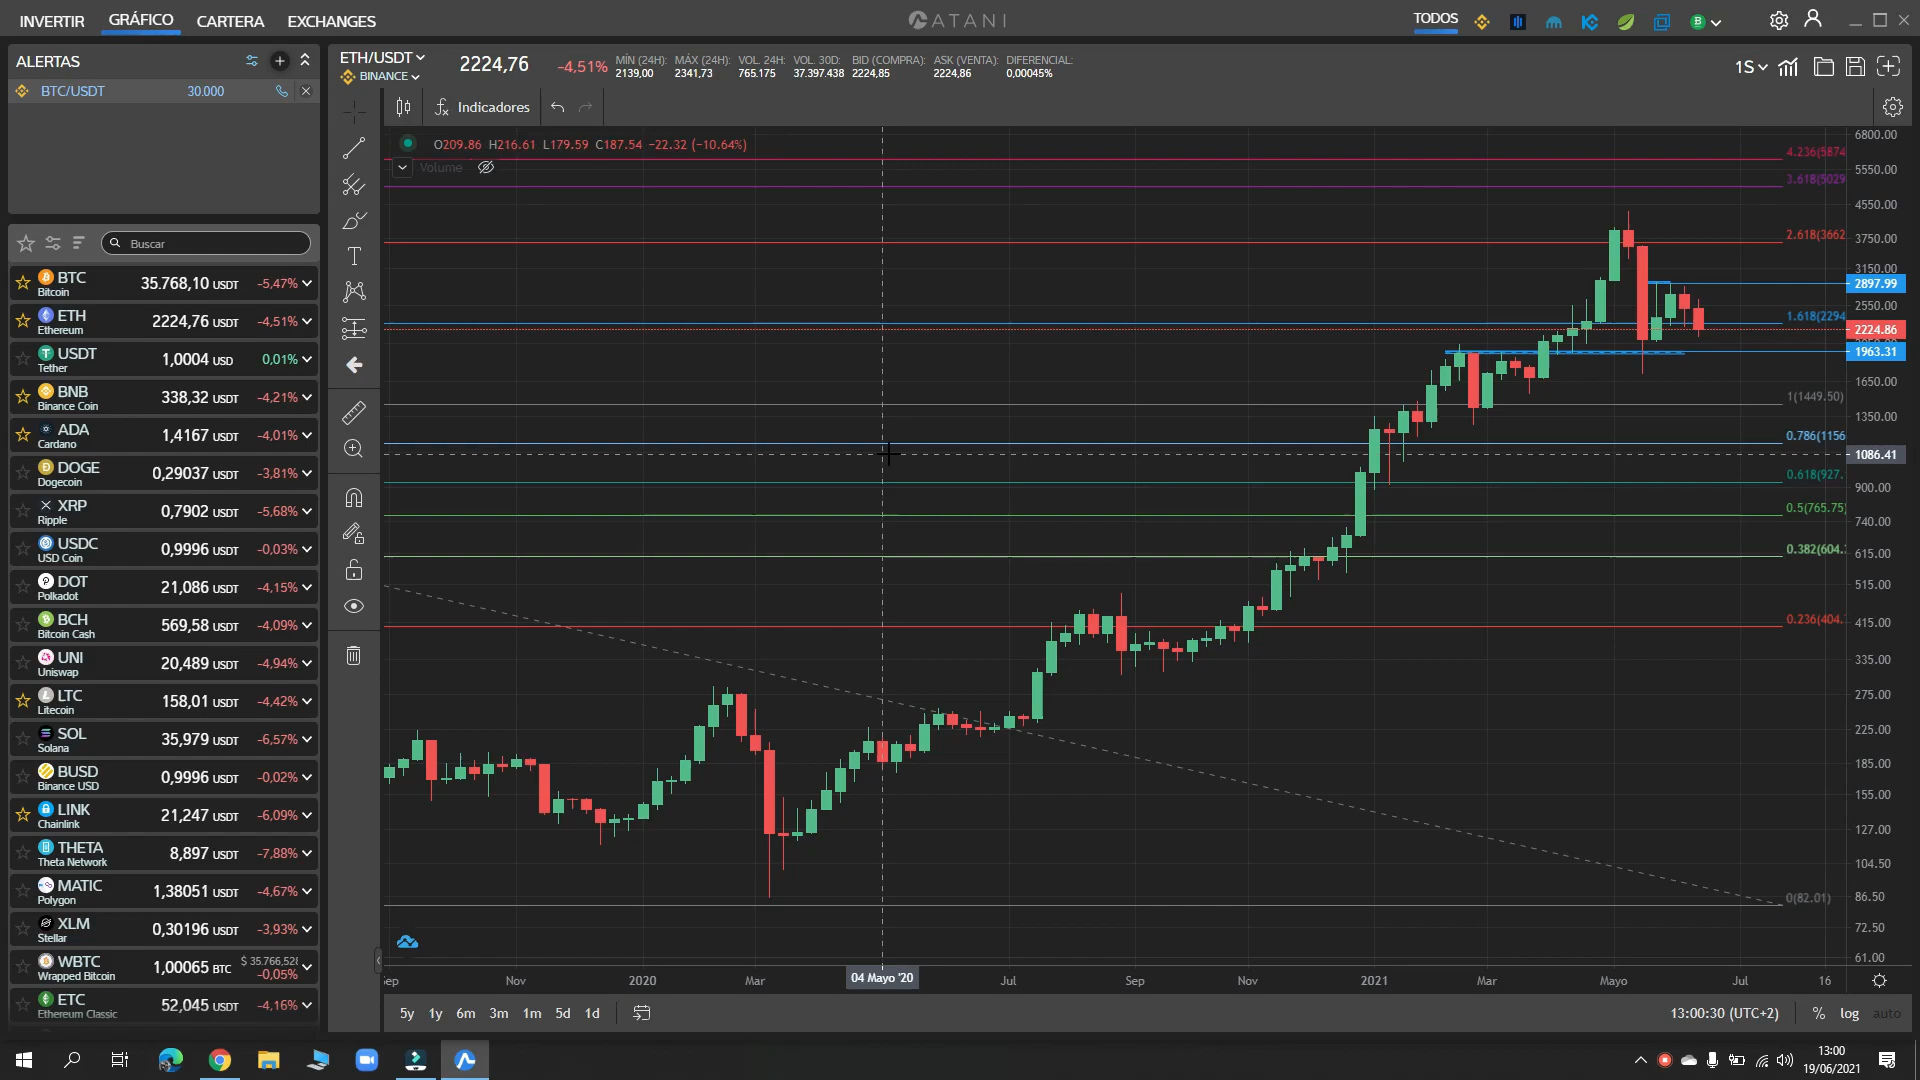 INVERTIR GRÁFICO CARTERA EXCHANGES
ATANI
TODOS
ALERTAS
BTC/USDT 30.000
ETH/USDT
BINANCE
2224,76 -4,51%
MÍN (24H): MÁX (24H): VOL. 24H: VOL. 30D: BID (COMPRA): ASK (VENTA): DIFERENCIAL:
2139,00 2341,73 765.175 37.397.438 2224,85 2224,86 0,00045%
1S
Indicadores
O209.86 H216.61 L179.59 C187.54 −22.32 (−10.64%)
Volume
Buscar
BTC 35.768,10 USDT -5,47%
Bitcoin
ETH 2224,76 USDT -4,51%
Ethereum
USDT 1,0004 USD 0,01%
Tether
BNB 338,32 USDT -4,21%
Binance Coin
ADA 1,4167 USDT -4,01%
Cardano
DOGE 0,29037 USDT -3,81%
Dogecoin
XRP 0,7902 USDT -5,68%
Ripple
USDC 0,9996 USDT -0,03%
USD Coin
DOT 21,086 USDT -4,15%
Polkadot
BCH 569,58 USDT -4,09%
Bitcoin Cash
UNI 20,489 USDT -4,94%
Uniswap
LTC 158,01 USDT -4,42%
Litecoin
SOL 35,979 USDT -6,57%
Solana
BUSD 0,9996 USDT -0,02%
Binance USD
LINK 21,247 USDT -6,09%
Chainlink
THETA 8,897 USDT -7,88%
Theta Network
MATIC 1,38051 USDT -4,67%
Polygon
XLM 0,30196 USDT -3,93%
Stellar
WBTC 1,00065 BTC $ 35.766,528
Wrapped Bitcoin -0,05%
ETC 52,045 USDT -4,16%
Ethereum Classic
4.236(5874
3.618(5029
2.618(3662
1.618(2294
1(1449.50)
0.786(1156
0.618(927.
0.5(765.75)
0.382(604.
0.236(404.
0(82.01)
6800.00
5550.00
4550.00
3750.00
3150.00
2897.99
2550.00
2224.86
1963.31
1650.00
1350.00
1086.41
900.00
740.00
615.00
515.00
415.00
335.00
275.00
225.00
185.00
155.00
127.00
104.50
86.50
72.50
61.00
Sep Nov 2020 Mar 04 Mayo '20 Jul Sep Nov 2021 Mar Mayo Jul 16
5y 1y 6m 3m 1m 5d 1d
13:00:30 (UTC+2) % log auto
13:00
19/06/2021